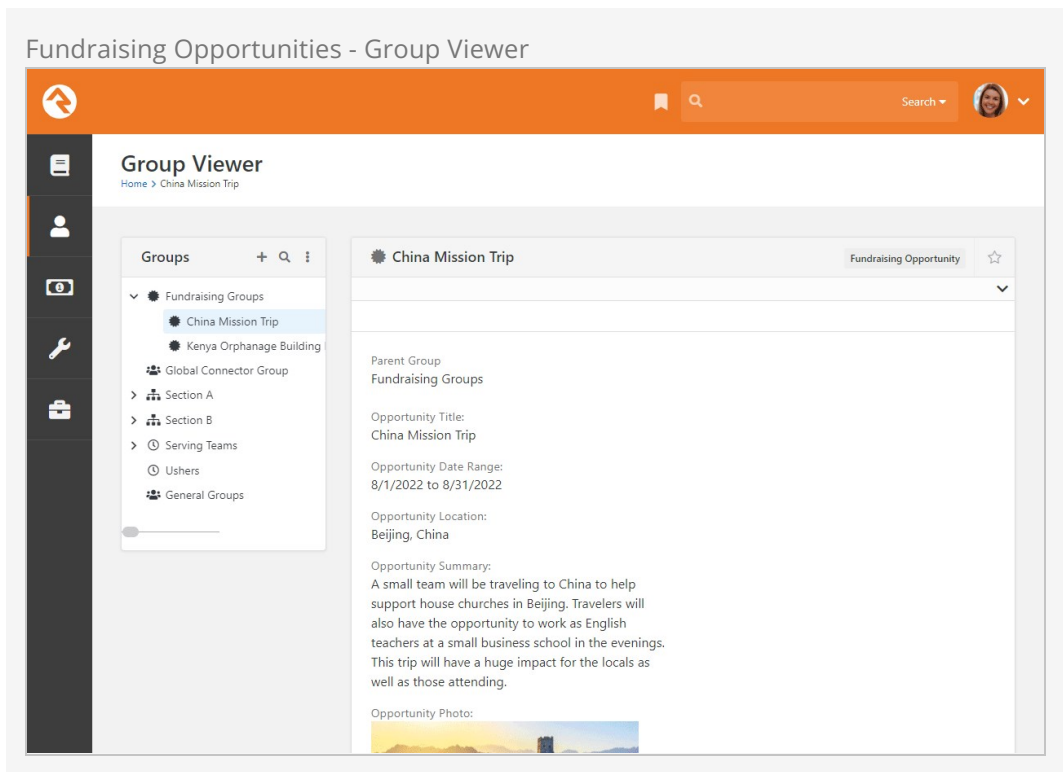 Fundraising Opportunities - Group Viewer
Search
Group Viewer
Home > China Mission Trip
Groups
Fundraising Groups
China Mission Trip
Kenya Orphanage Building
Global Connector Group
Section A
Section B
Serving Teams
Ushers
General Groups
China Mission Trip
Fundraising Opportunity
Parent Group
Fundraising Groups
Opportunity Title:
China Mission Trip
Opportunity Date Range:
8/1/2022 to 8/31/2022
Opportunity Location:
Beijing, China
Opportunity Summary:
A small team will be traveling to China to help
support house churches in Beijing. Travelers will
also have the opportunity to work as English
teachers at a small business school in the evenings.
This trip will have a huge impact for the locals as
well as those attending.
Opportunity Photo: